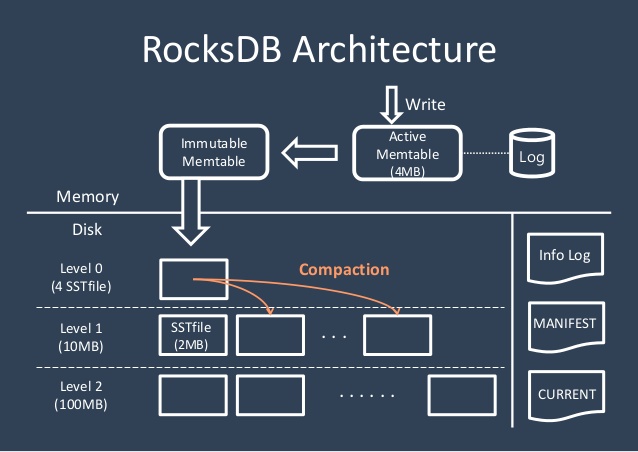 RocksDB Architecture
Write
Immutable
Memtable
Active
Memtable
(4MB)
Log
Memory
Disk
Level 0
(4 SSTfile)
Compaction
Info Log
Level 1
(10MB)
SSTfile
(2MB)
. . .
MANIFEST
Level 2
(100MB)
. . . . . .
CURRENT